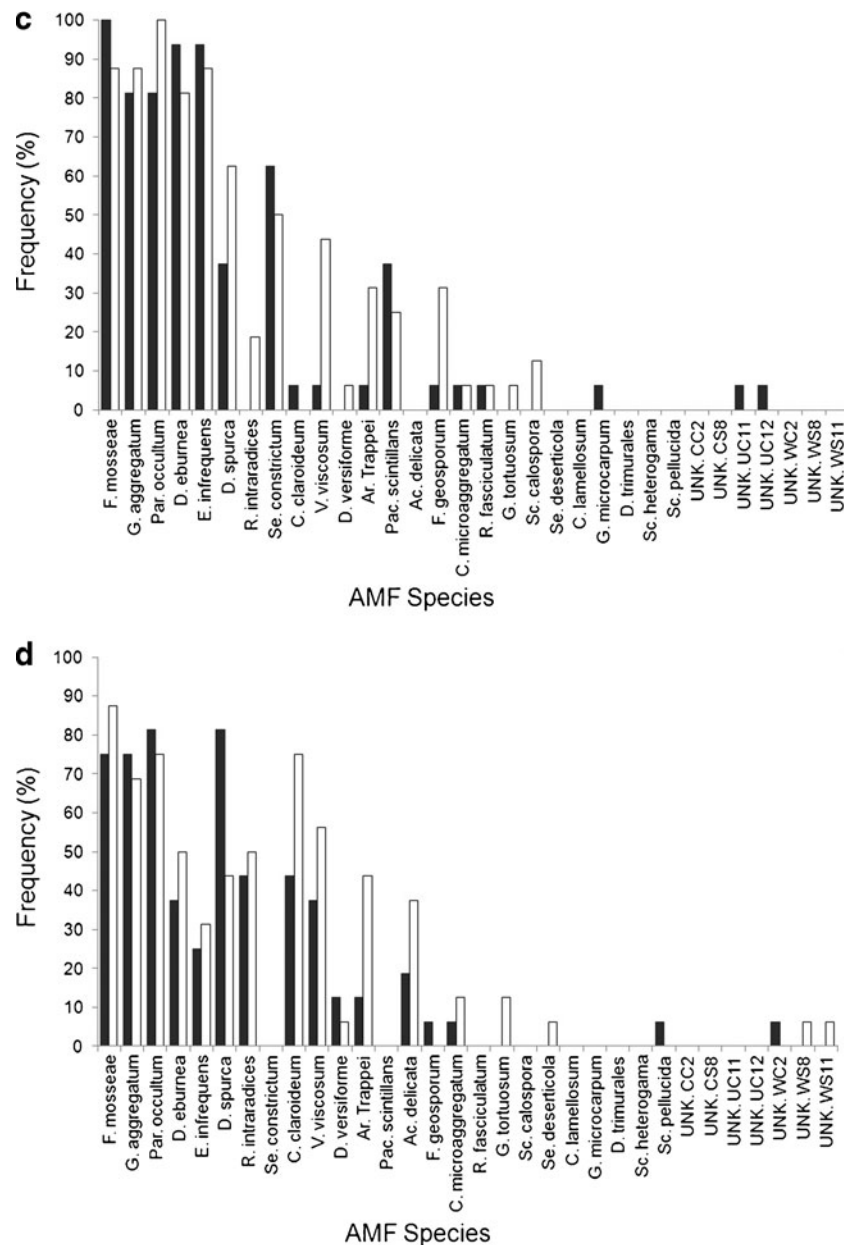 c
100
90
80
70
60
50
40
30
20
10
0
Frequency (%)
F. mosseae
G. aggregatum
Par. occultum
D. eburnea
E. infrequens
D. spurca
R. intraradices
Se. constrictum
C. claroideum
V. viscosum
D. versiforme
Ar. Trappei
Pac. scintillans
Ac. delicata
F. geosporum
C. microaggregatum
R. fasciculatum
G. tortuosum
Sc. calospora
Se. deserticola
C. lamellosum
G. microcarpum
D. trimurales
Sc. heterogama
Sc. pellucida
UNK. CC2
UNK. CS8
UNK. UC11
UNK. UC12
UNK. WC2
UNK. WS8
UNK. WS11
AMF Species
d
100
90
80
70
60
50
40
30
20
10
0
Frequency (%)
F. mosseae
G. aggregatum
Par. occultum
D. eburnea
E. infrequens
D. spurca
R. intraradices
Se. constrictum
C. claroideum
V. viscosum
D. versiforme
Ar. Trappei
Pac. scintillans
Ac. delicata
F. geosporum
C. microaggregatum
R. fasciculatum
G. tortuosum
Sc. calospora
Se. deserticola
C. lamellosum
G. microcarpum
D. trimurales
Sc. heterogama
Sc. pellucida
UNK. CC2
UNK. CS8
UNK. UC11
UNK. UC12
UNK. WC2
UNK. WS8
UNK. WS11
AMF Species